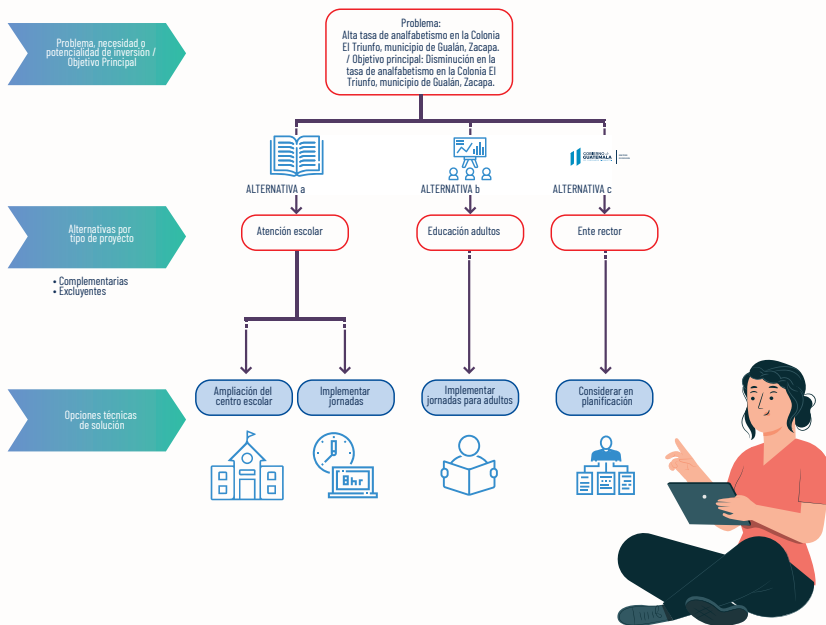 Problema, necesidad o
potencialidad de inversión /
Objetivo Principal
Problema:
Alta tasa de analfabetismo en la Colonia
El Triunfo, municipio de Gualán, Zacapa.
/ Objetivo principal: Disminución en la
tasa de analfabetismo en la Colonia El
Triunfo, municipio de Gualán, Zacapa.
GOBIERNO de
GUATEMALA
ALTERNATIVA a
ALTERNATIVA b
ALTERNATIVA c
Alternativas por
tipo de proyecto
Atención escolar
Educación adultos
Ente rector
• Complementarias
• Excluyentes
Opciones técnicas
de solución
Ampliación del
centro escolar
Implementar
jornadas
Implementar
jornadas para adultos
Considerar en
planificación
8hr